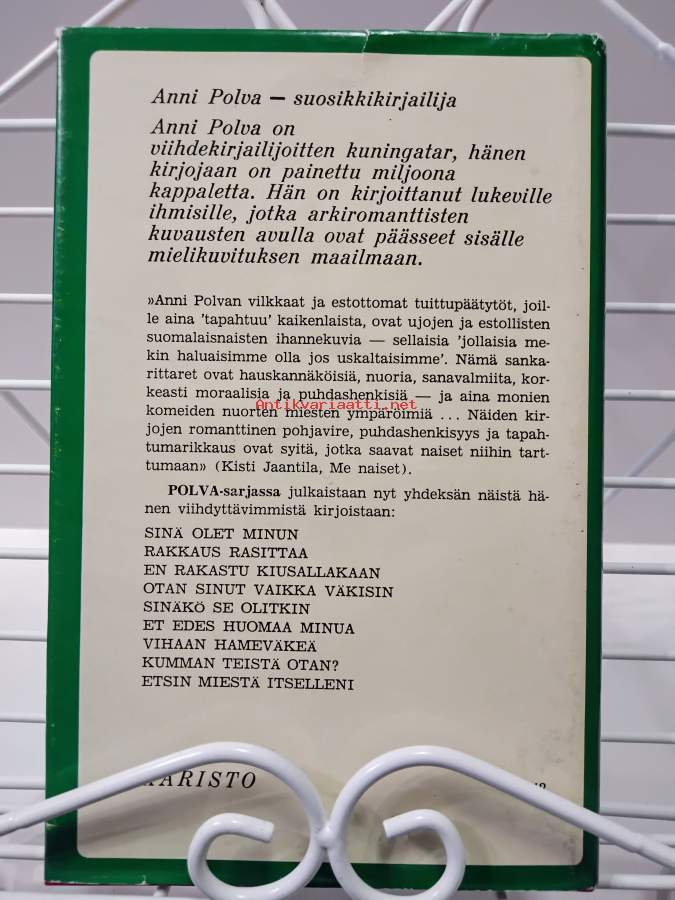 Anni Polva — suosikkikirjailija
Anni Polva on
viihdekirjailijoitten kuningatar, hänen
kirjojaan on painettu miljoona
kappaletta. Hän on kirjoittanut lukeville
ihmisille, jotka arkiromanttisten
kuvausten avulla ovat päässeet sisälle
mielikuvituksen maailmaan.
»Anni Polvan vilkkaat ja estottomat tuittupäätytöt, joil-
le aina 'tapahtuu' kaikenlaista, ovat ujojen ja estollisten
suomalaisnaisten ihannekuvia — sellaisia 'jollaisia me-
kin haluaisimme olla jos uskaltaisimme'. Nämä sanka-
rittaret ovat hauskannäköisiä, nuoria, sanavalmiita, kor-
keasti moraalisia ja puhdashenkisiä — ja aina monien
Antikvariaatti.net
komeiden nuorten miesten ympäröimiä ... Näiden kir-
jojen romanttinen pohjavire, puhdashenkisyys ja tapah-
tumarikkaus ovat syitä, jotka saavat naiset niihin tart-
tumaan» (Kisti Jaantila, Me naiset).
POLVA-sarjassa julkaistaan nyt yhdeksän näistä hä-
nen viihdyttävimmistä kirjoistaan:
SINÄ OLET MINUN
RAKKAUS RASITTAA
EN RAKASTU KIUSALLAKAAN
OTAN SINUT VAIKKA VÄKISIN
SINÄKÖ SE OLITKIN
ET EDES HUOMAA MINUA
VIHAAN HAMEVÄKEÄ
KUMMAN TEISTÄ OTAN?
ETSIN MIESTÄ ITSELLENI
KARISTO